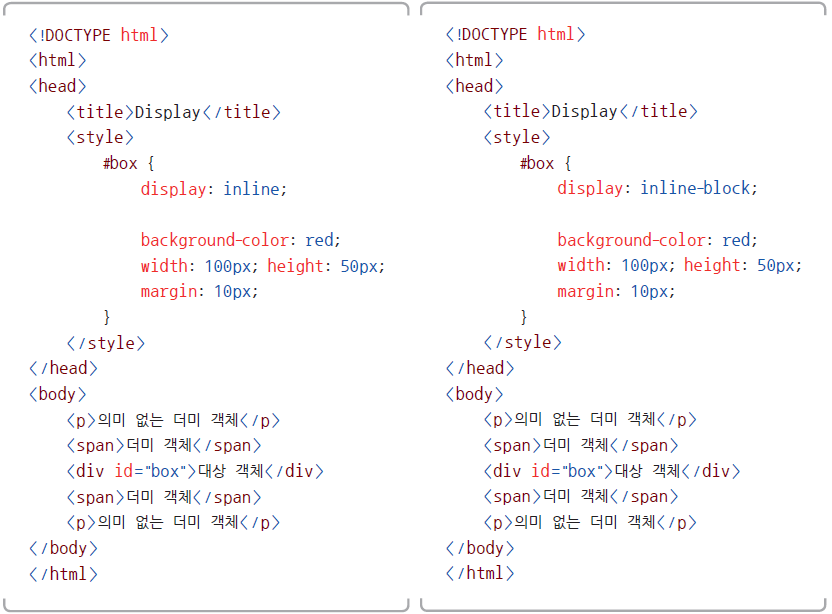 <!DOCTYPE html>
<html>
<head>
    <title>Display</title>
    <style>
        #box {
            display: inline;

            background-color: red;
            width: 100px; height: 50px;
            margin: 10px;
        }
    </style>
</head>
<body>
    <p>의미 없는 더미 객체</p>
    <span>더미 객체</span>
    <div id="box">대상 객체</div>
    <span>더미 객체</span>
    <p>의미 없는 더미 객체</p>
</body>
</html>
<!DOCTYPE html>
<html>
<head>
    <title>Display</title>
    <style>
        #box {
            display: inline-block;

            background-color: red;
            width: 100px; height: 50px;
            margin: 10px;
        }
    </style>
</head>
<body>
    <p>의미 없는 더미 객체</p>
    <span>더미 객체</span>
    <div id="box">대상 객체</div>
    <span>더미 객체</span>
    <p>의미 없는 더미 객체</p>
</body>
</html>